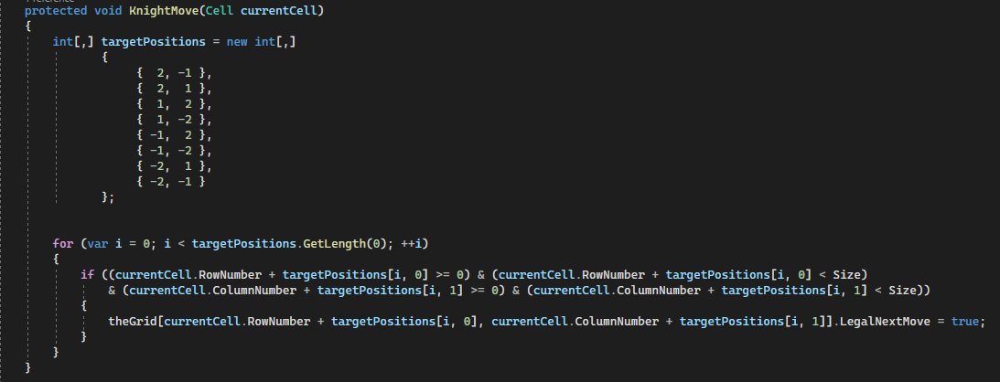 1 reference
protected void KnightMove(Cell currentCell)
{
int[,] targetPositions = new int[,]
{
{  2, -1 },
{  2,  1 },
{  1,  2 },
{  1, -2 },
{ -1,  2 },
{ -1, -2 },
{ -2,  1 },
{ -2, -1 }
};
for (var i = 0; i < targetPositions.GetLength(0); ++i)
{
if ((currentCell.RowNumber + targetPositions[i, 0] >= 0) & (currentCell.RowNumber + targetPositions[i, 0] < Size)
& (currentCell.ColumnNumber + targetPositions[i, 1] >= 0) & (currentCell.ColumnNumber + targetPositions[i, 1] < Size))
{
theGrid[currentCell.RowNumber + targetPositions[i, 0], currentCell.ColumnNumber + targetPositions[i, 1]].LegalNextMove = true;
}
}
}